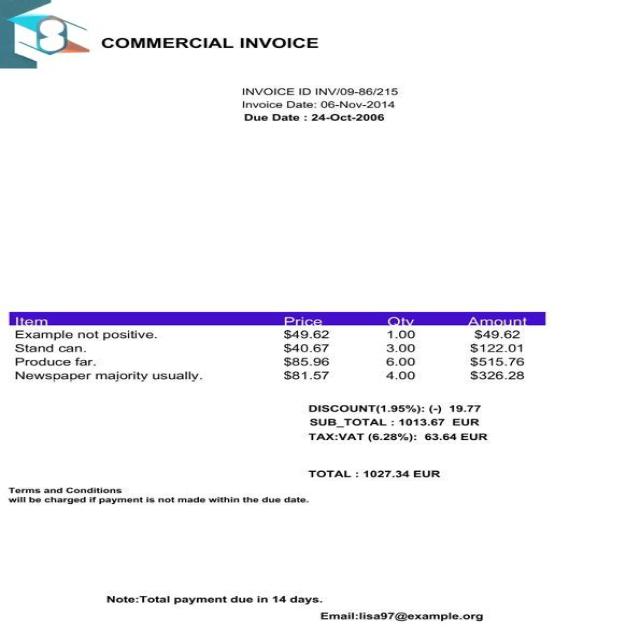 8
COMMERCIAL INVOICE
INVOICE ID INV/09-86/215
Invoice Date: 06-Nov-2014
Due Date : 24-Oct-2006
Item Price Qty Amount
Example not positive. $49.62 1.00 $49.62
Stand can. $40.67 3.00 $122.01
Produce far. $85.96 6.00 $515.76
Newspaper majority usually. $81.57 4.00 $326.28
DISCOUNT(1.95%): (-) 19.77
SUB_TOTAL : 1013.67 EUR
TAX:VAT (6.28%): 63.64 EUR
TOTAL : 1027.34 EUR
Terms and Conditions
will be charged if payment is not made within the due date.
Note:Total payment due in 14 days.
Email:lisa97@example.org